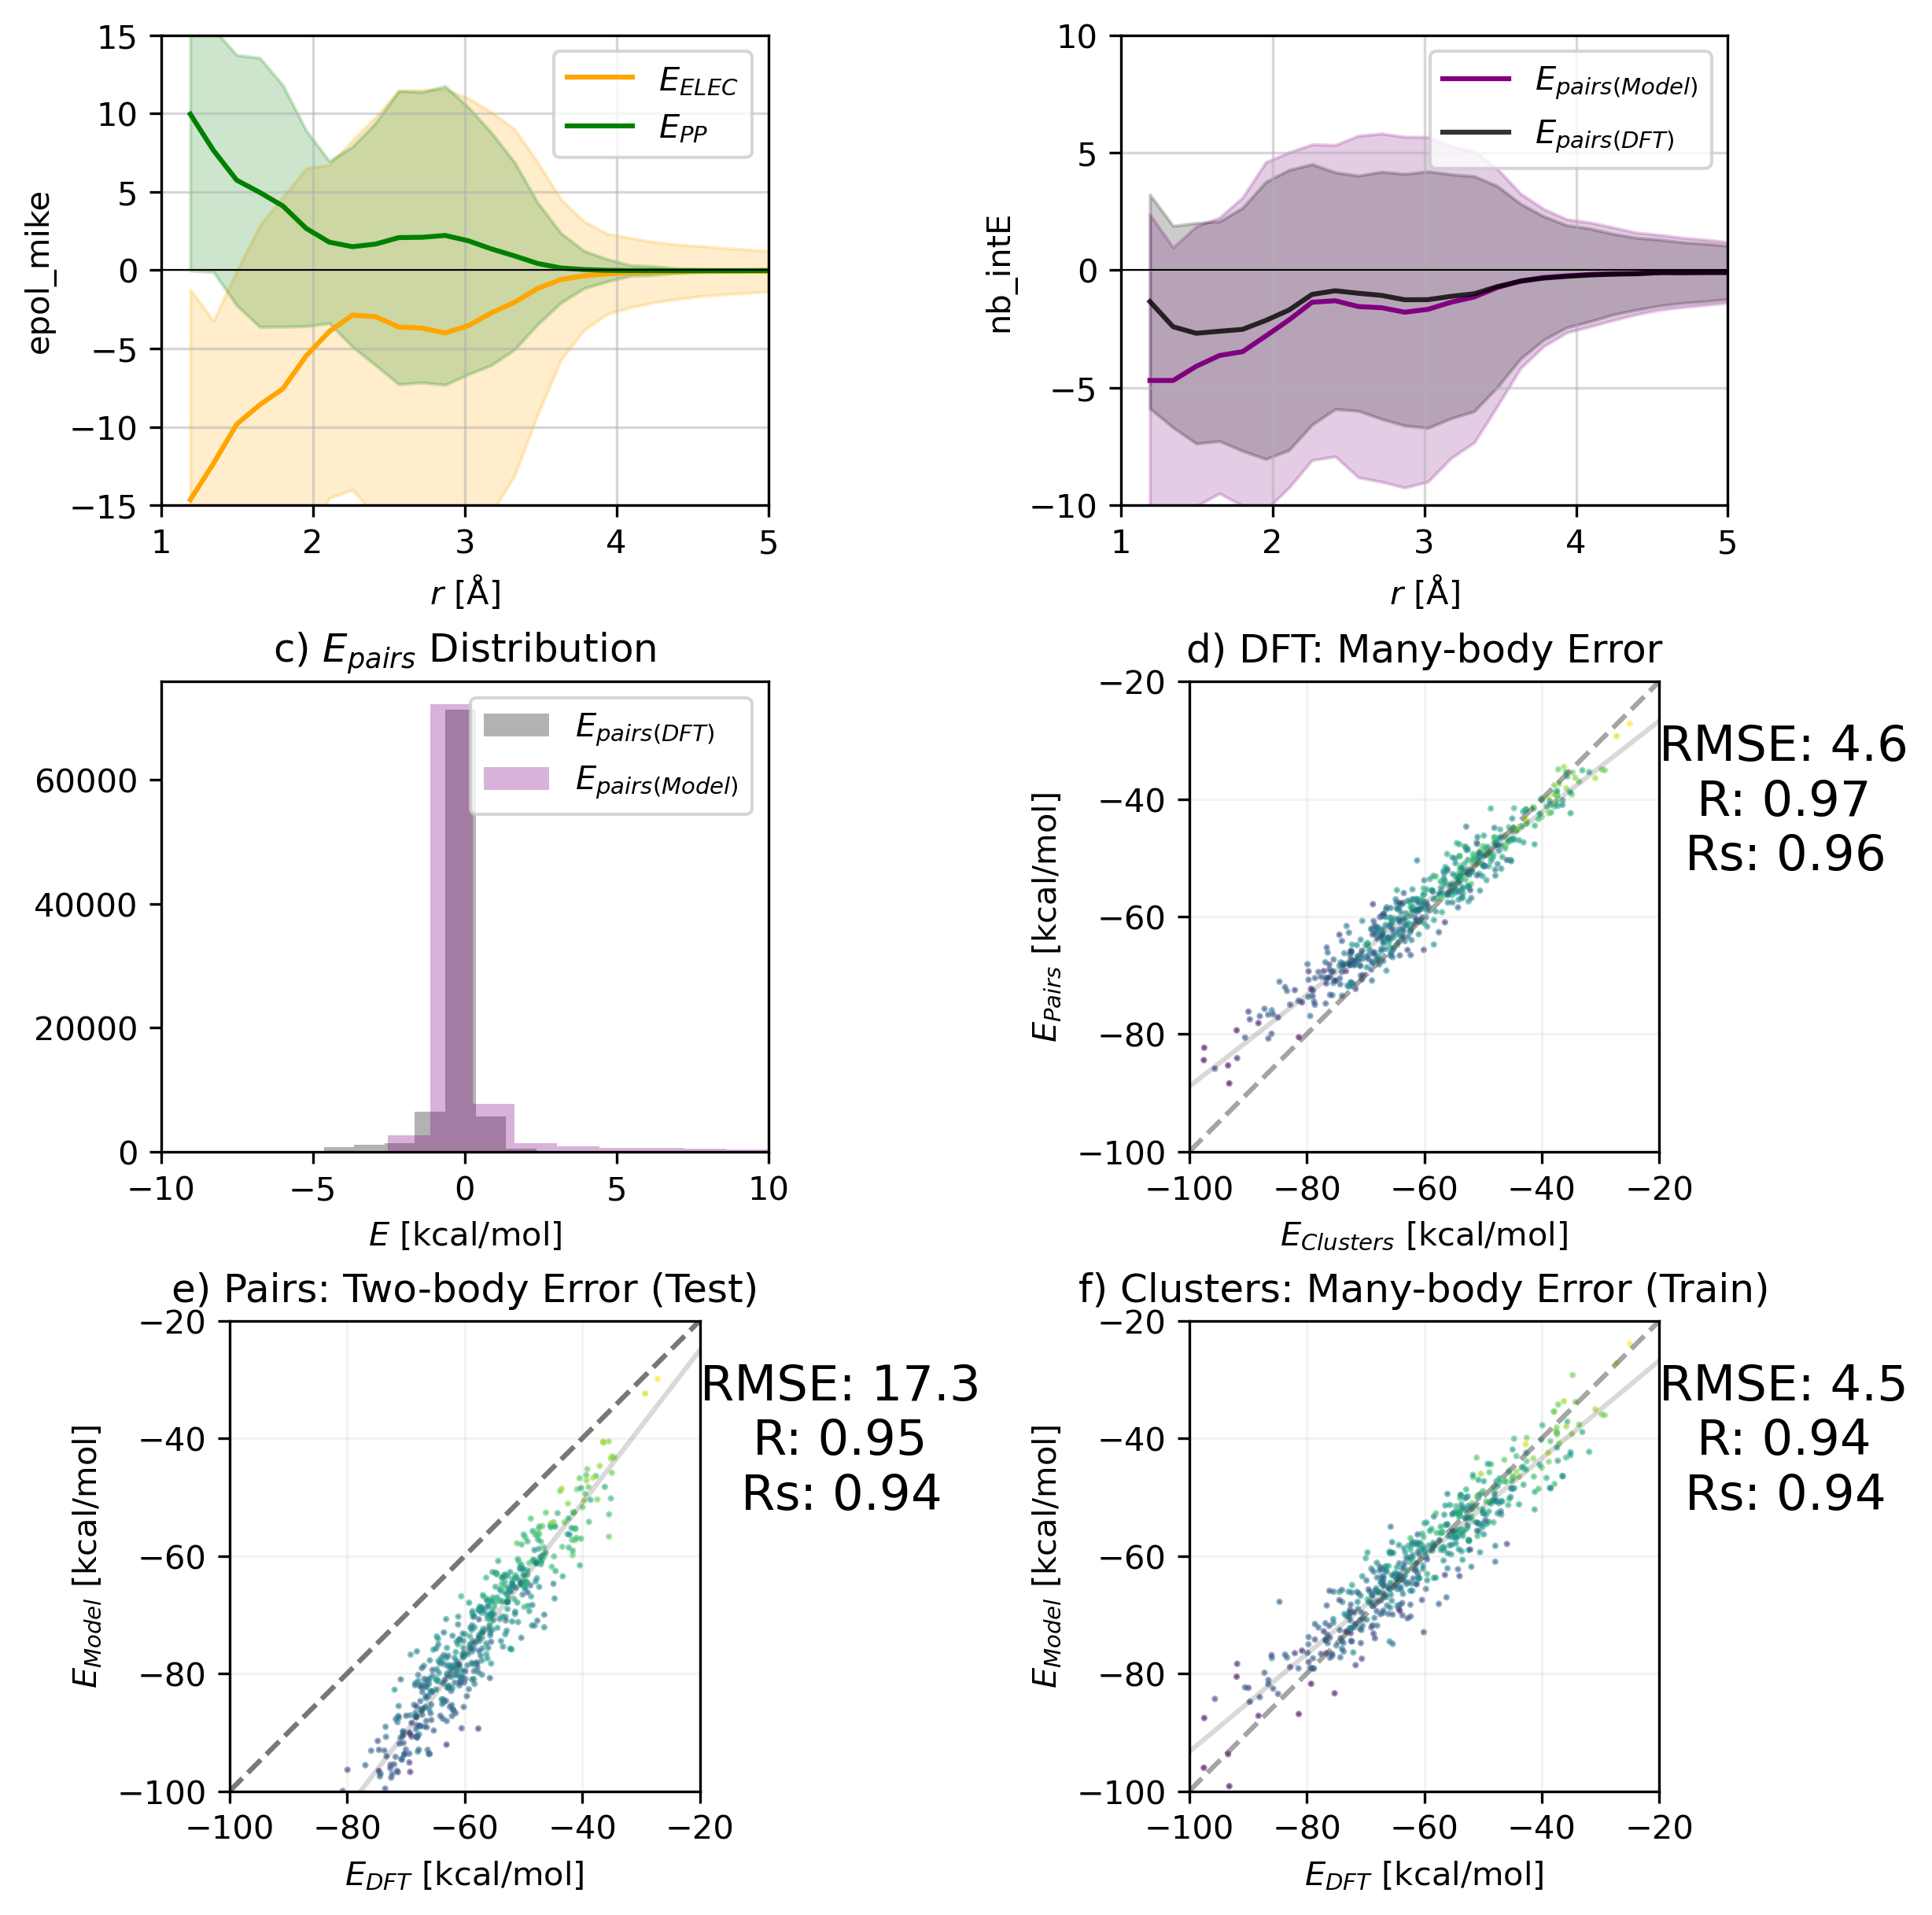 15
10
5
0
−5
−10
−15
epol_mike
E_ELEC
E_PP
1 2 3 4 5
r [Å]
10
5
0
−5
−10
nb_intE
E_pairs(Model)
E_pairs(DFT)
1 2 3 4 5
r [Å]
c) E_pairs Distribution
60000
40000
20000
0
E_pairs(DFT)
E_pairs(Model)
−10 −5 0 5 10
E [kcal/mol]
d) DFT: Many-body Error
−20
−40
−60
−80
−100
E_Pairs [kcal/mol]
RMSE: 4.6
R: 0.97
Rs: 0.96
−100 −80 −60 −40 −20
E_Clusters [kcal/mol]
e) Pairs: Two-body Error (Test)
−20
−40
−60
−80
−100
E_Model [kcal/mol]
RMSE: 17.3
R: 0.95
Rs: 0.94
−100 −80 −60 −40 −20
E_DFT [kcal/mol]
f) Clusters: Many-body Error (Train)
−20
−40
−60
−80
−100
E_Model [kcal/mol]
RMSE: 4.5
R: 0.94
Rs: 0.94
−100 −80 −60 −40 −20
E_DFT [kcal/mol]